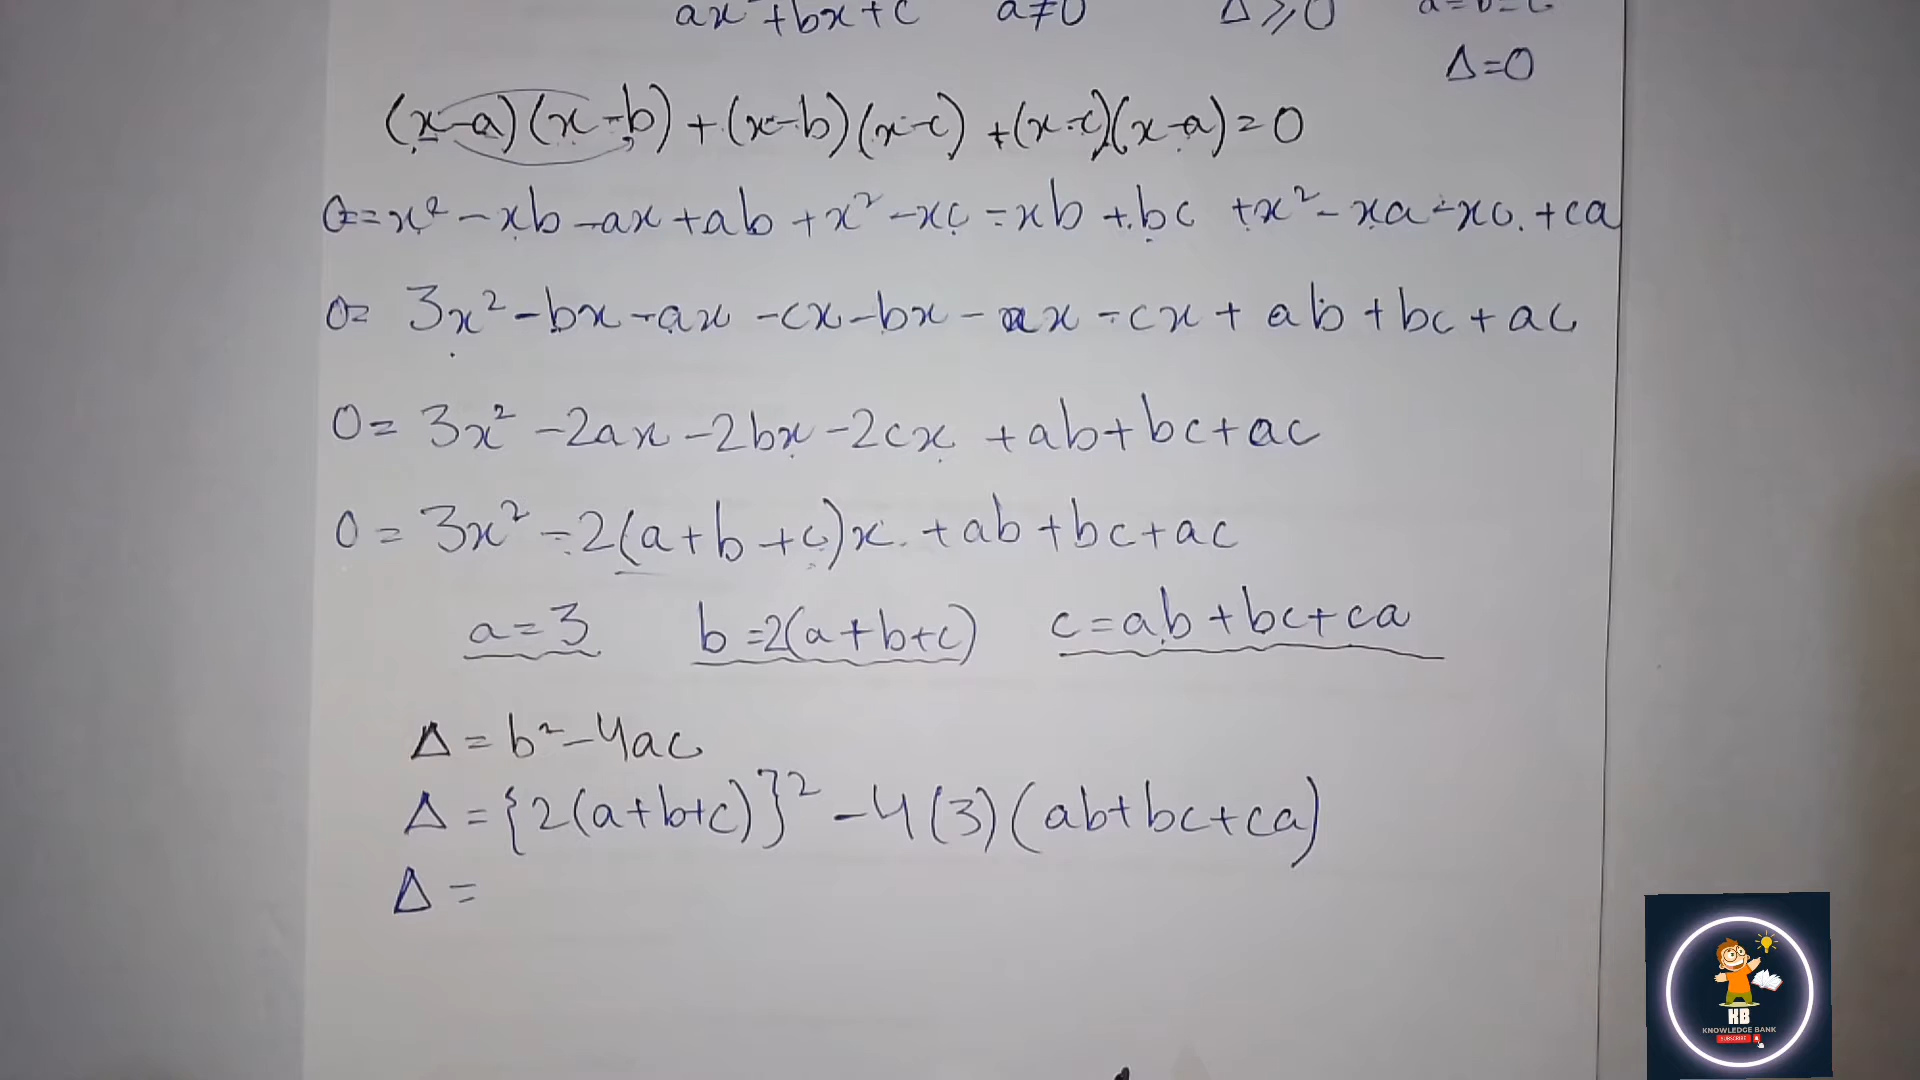 ax² + bx + c a ≠ 0 Δ ≥ 0 a = b = c
Δ = 0
(x - a)(x - b) + (x - b)(x - c) + (x - c)(x - a) = 0
0 = x² - xb - ax + ab + x² - xc - xb + bc + x² - xa - xc + ca
0 = 3x² - bx - ax - cx - bx - ax - cx + ab + bc + ac
0 = 3x² - 2ax - 2bx - 2cx + ab + bc + ac
0 = 3x² - 2(a + b + c)x + ab + bc + ac
a = 3 b = 2(a + b + c) c = ab + bc + ca
Δ = b² - 4ac
Δ = {2(a + b + c)}² - 4(3)(ab + bc + ca)
Δ =
KB
KNOWLEDGE BANK
SUBSCRIBE